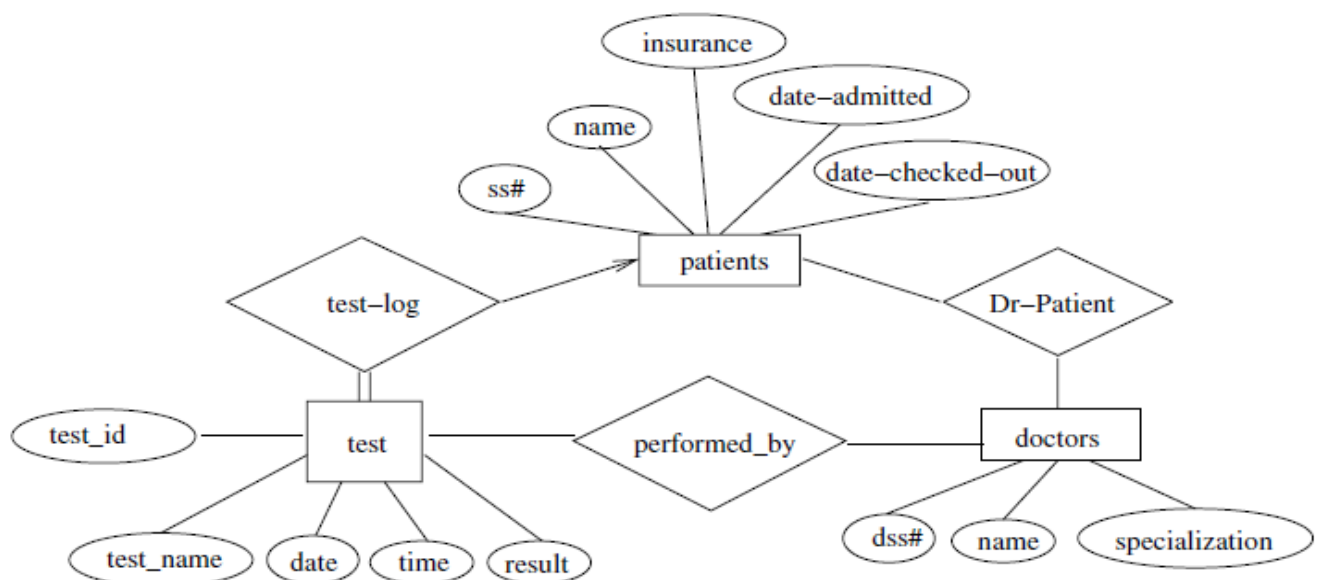 insurance
date-admitted
name
date-checked-out
ss#
patients
test-log
Dr-Patient
test_id
test
performed_by
doctors
test_name
date
time
result
dss#
name
specialization